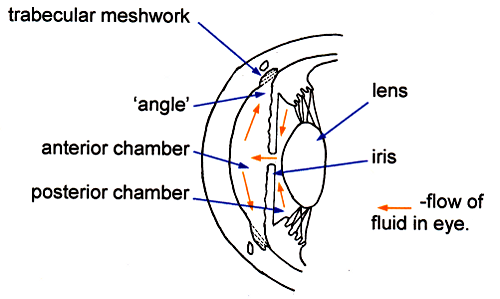 trabecular meshwork
'angle'
anterior chamber
posterior chamber
lens
iris
-flow of
fluid in eye.